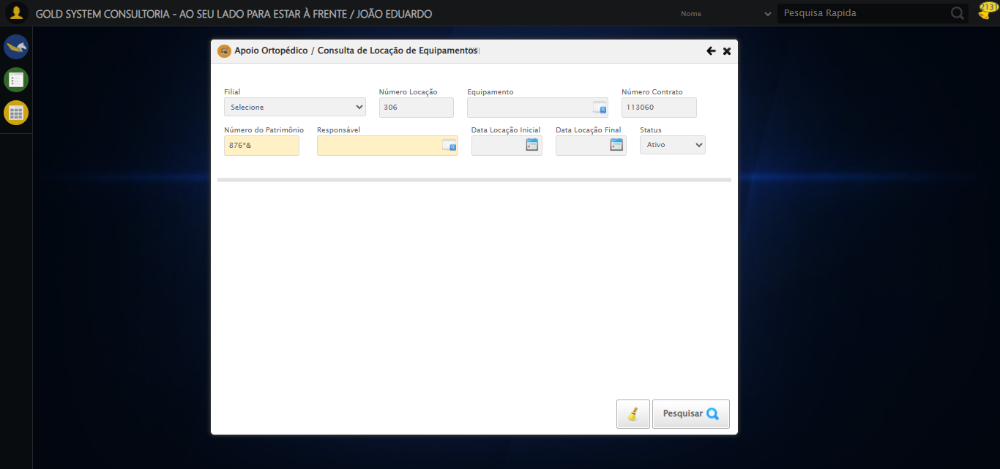 GOLD SYSTEM CONSULTORIA - AO SEU LADO PARA ESTAR À FRENTE / JOÃO EDUARDO
Nome
Pesquisa Rapida
2131
Apoio Ortopédico / Consulta de Locação de Equipamento
Filial
Número Locação
Equipamento
Número Contrato
Selecione
306
113060
Número do Patrimônio
Responsável
Data Locação Inicial
Data Locação Final
Status
876*&
Ativo
Pesquisar